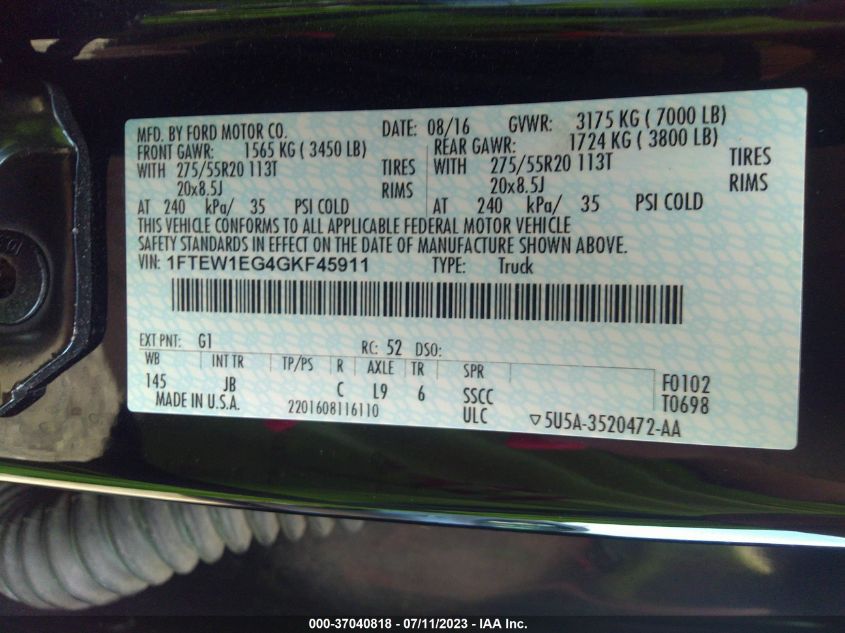 MFD. BY FORD MOTOR CO. DATE: 08/16 GVWR: 3175 KG ( 7000 LB)
FRONT GAWR: 1565 KG ( 3450 LB) REAR GAWR: 1724 KG ( 3800 LB)
WITH 275/55R20 113T TIRES WITH 275/55R20 113T TIRES
20x8.5J RIMS 20x8.5J RIMS
AT 240 kPa/ 35 PSI COLD AT 240 kPa/ 35 PSI COLD
THIS VEHICLE CONFORMS TO ALL APPLICABLE FEDERAL MOTOR VEHICLE
SAFETY STANDARDS IN EFFECT ON THE DATE OF MANUFACTURE SHOWN ABOVE.
VIN: 1FTEW1EG4GKF45911 TYPE: Truck
EXT PNT: G1 RC: 52 DSO:
WB INT TR TP/PS R AXLE TR SPR
145 JB C L9 6 SSCC F0102
MADE IN U.S.A. 2201608116110 ULC T0698
▽5U5A-3520472-AA
000-37040818 - 07/11/2023 - IAA Inc.